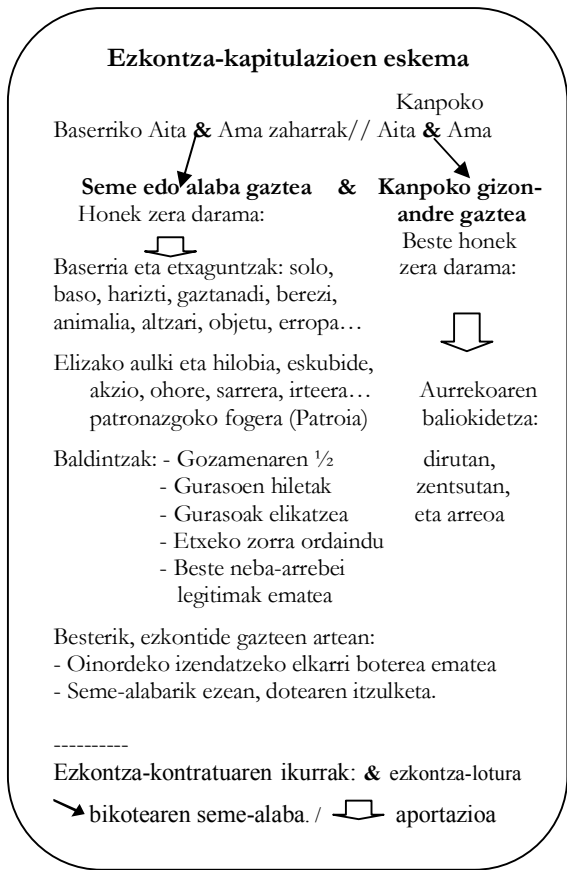 Ezkontza-kapitulazioen eskema
Kanpoko
Baserriko Aita & Ama zaharrak// Aita & Ama
Seme edo alaba gaztea & Kanpoko gizon-
Honek zera darama: andre gaztea
Beste honek
Baserria eta etxaguntzak: solo, zera darama:
baso, harizti, gaztanadi, berezi,
animalia, altzari, objetu, erropa…
Elizako aulki eta hilobia, eskubide,
akzio, ohore, sarrera, irteera… Aurrekoaren
patronazgoko fogera (Patroia) baliokidetza:
Baldintzak: - Gozamenaren ½ dirutan,
- Gurasoen hiletak zentsutan,
- Gurasoak elikatzea eta arreoa
- Etxeko zorra ordaindu
- Beste neba-arrebei
legitimak ematea
Besterik, ezkontide gazteen artean:
- Oinordeko izendatzeko elkarri boterea ematea
- Seme-alabarik ezean, dotearen itzulketa.
----------
Ezkontza-kontratuaren ikurrak: & ezkontza-lotura
bikotearen seme-alaba. / aportazioa